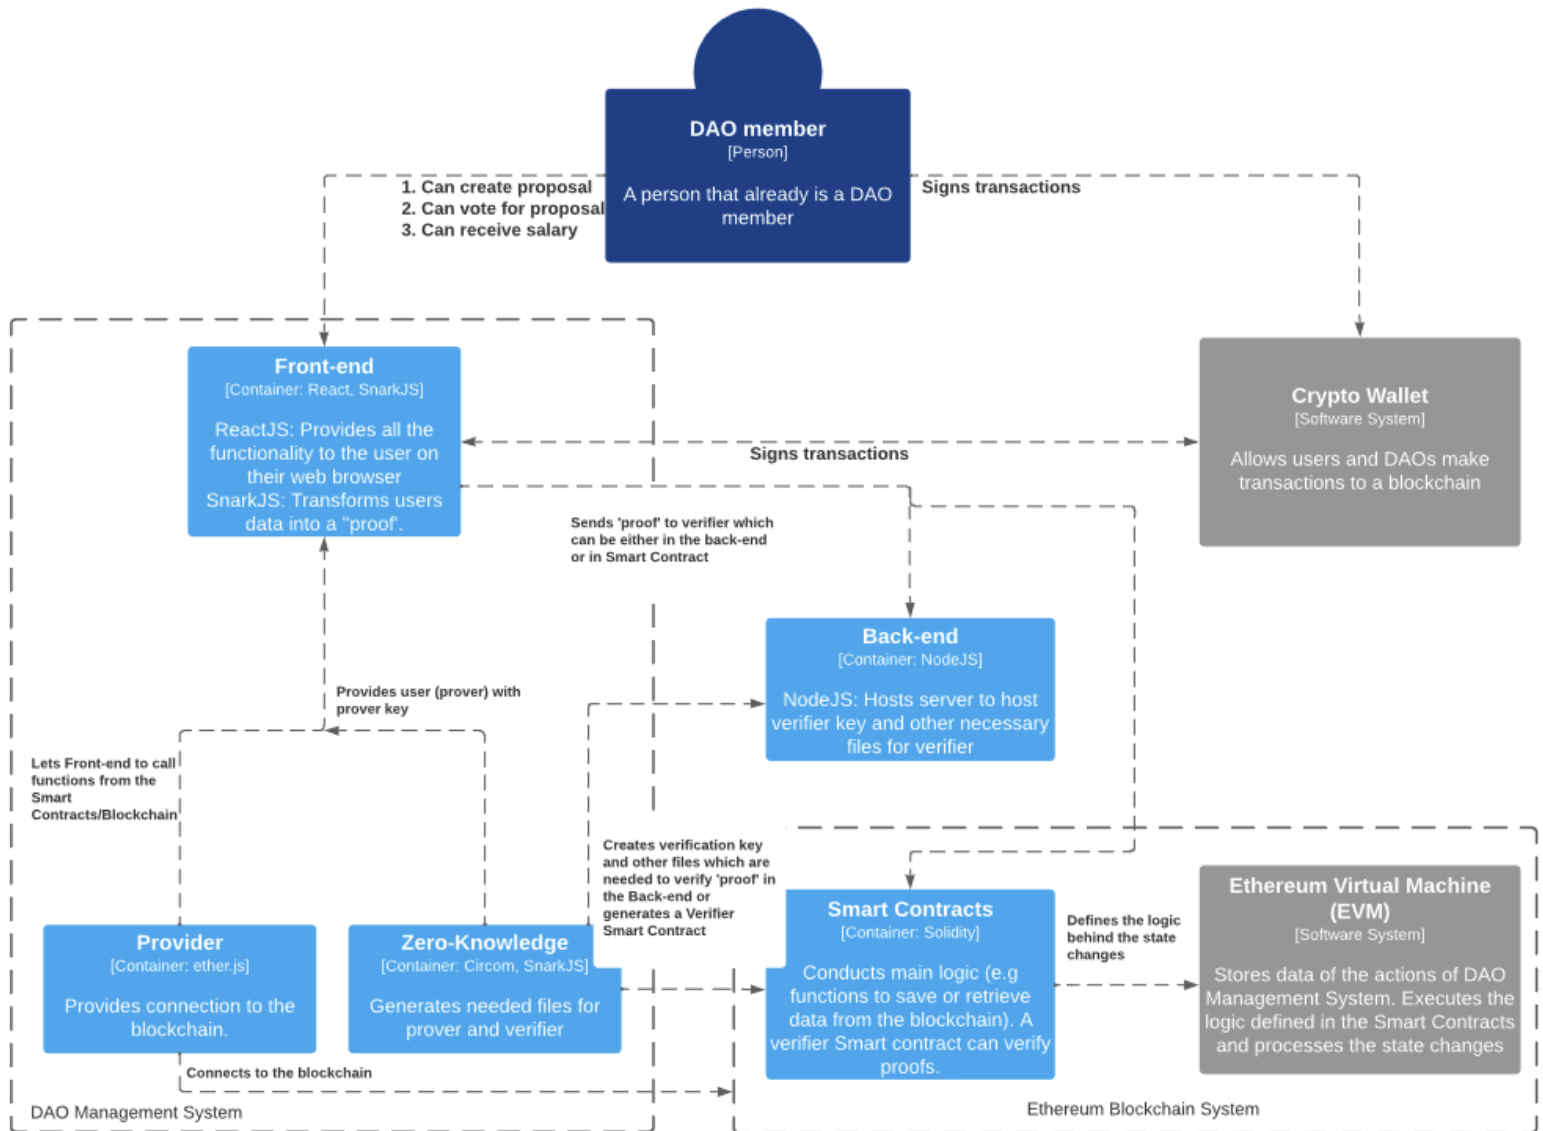 DAO member
[Person]
A person that already is a DAO
member
1. Can create proposal
2. Can vote for proposal
3. Can receive salary
Signs transactions
Front-end
[Container: React, SnarkJS]
ReactJS: Provides all the
functionality to the user on
their web browser
SnarkJS: Transforms users
data into a "proof'.
Crypto Wallet
[Software System]
Allows users and DAOs make
transactions to a blockchain
Signs transactions
Sends 'proof' to verifier which
can be either in the back-end
or in Smart Contract
Back-end
[Container: NodeJS]
NodeJS: Hosts server to host
verifier key and other necessary
files for verifier
Provides user (prover) with
prover key
Lets Front-end to call
functions from the
Smart
Contracts/Blockchain
Creates verification key
and other files which are
needed to verify 'proof' in
the Back-end or
generates a Verifier
Smart Contract
Provider
[Container: ether.js]
Provides connection to the
blockchain.
Zero-Knowledge
[Container: Circom, SnarkJS]
Generates needed files for
prover and verifier
Smart Contracts
[Container: Solidity]
Conducts main logic (e.g
functions to save or retrieve
data from the blockchain). A
verifier Smart contract can verify
proofs.
Defines the logic
behind the state
changes
Ethereum Virtual Machine
(EVM)
[Software System]
Stores data of the actions of DAO
Management System. Executes the
logic defined in the Smart Contracts
and processes the state changes
Connects to the blockchain
DAO Management System
Ethereum Blockchain System